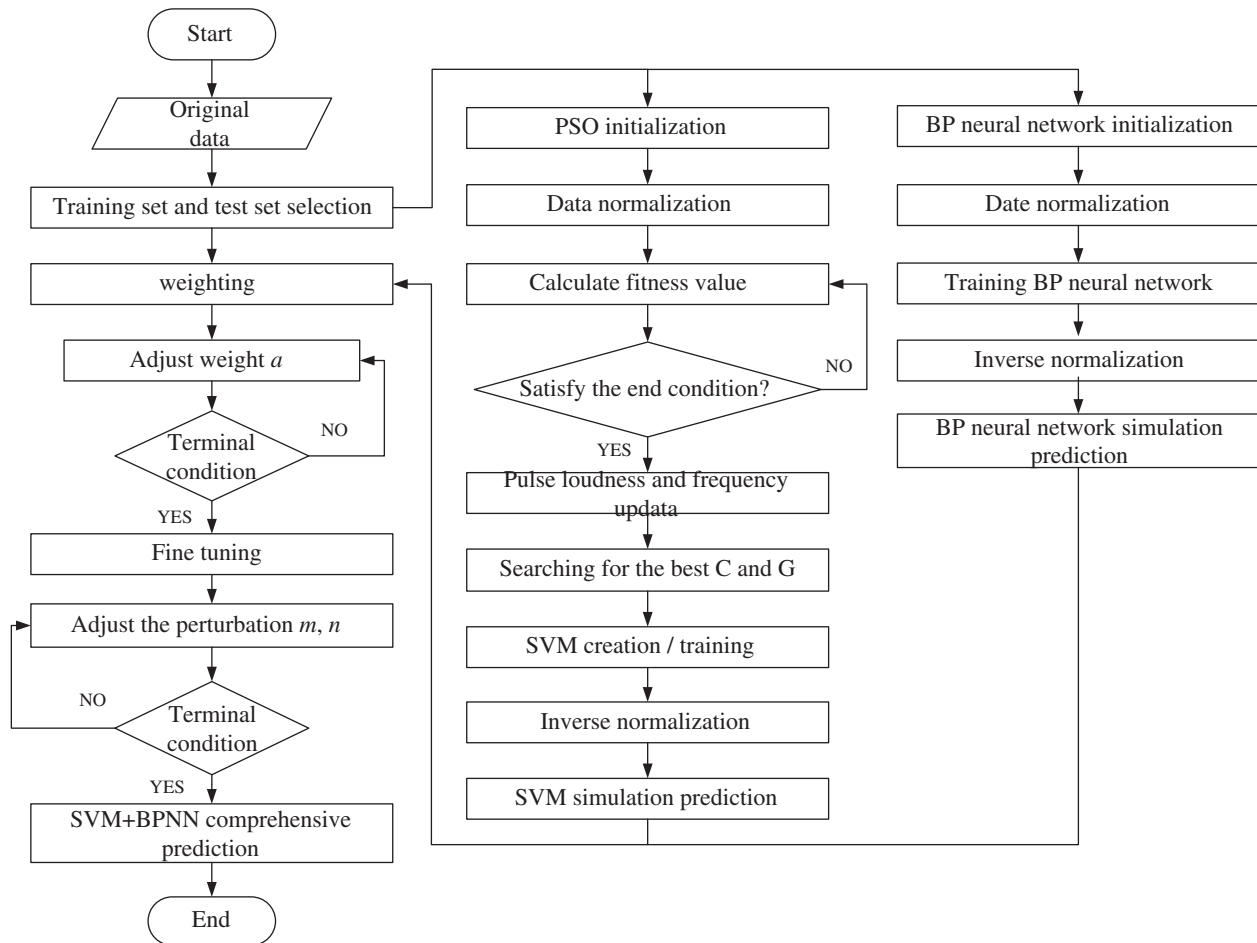 Start
Original
data
Training set and test set selection
weighting
Adjust weight a
NO
Terminal
condition
YES
Fine tuning
Adjust the perturbation m, n
NO
Terminal
condition
YES
SVM+BPNN comprehensive
prediction
End
PSO initialization
Data normalization
Calculate fitness value
NO
Satisfy the end condition?
YES
Pulse loudness and frequency
updata
Searching for the best C and G
SVM creation / training
Inverse normalization
SVM simulation prediction
BP neural network initialization
Date normalization
Training BP neural network
Inverse normalization
BP neural network simulation
prediction